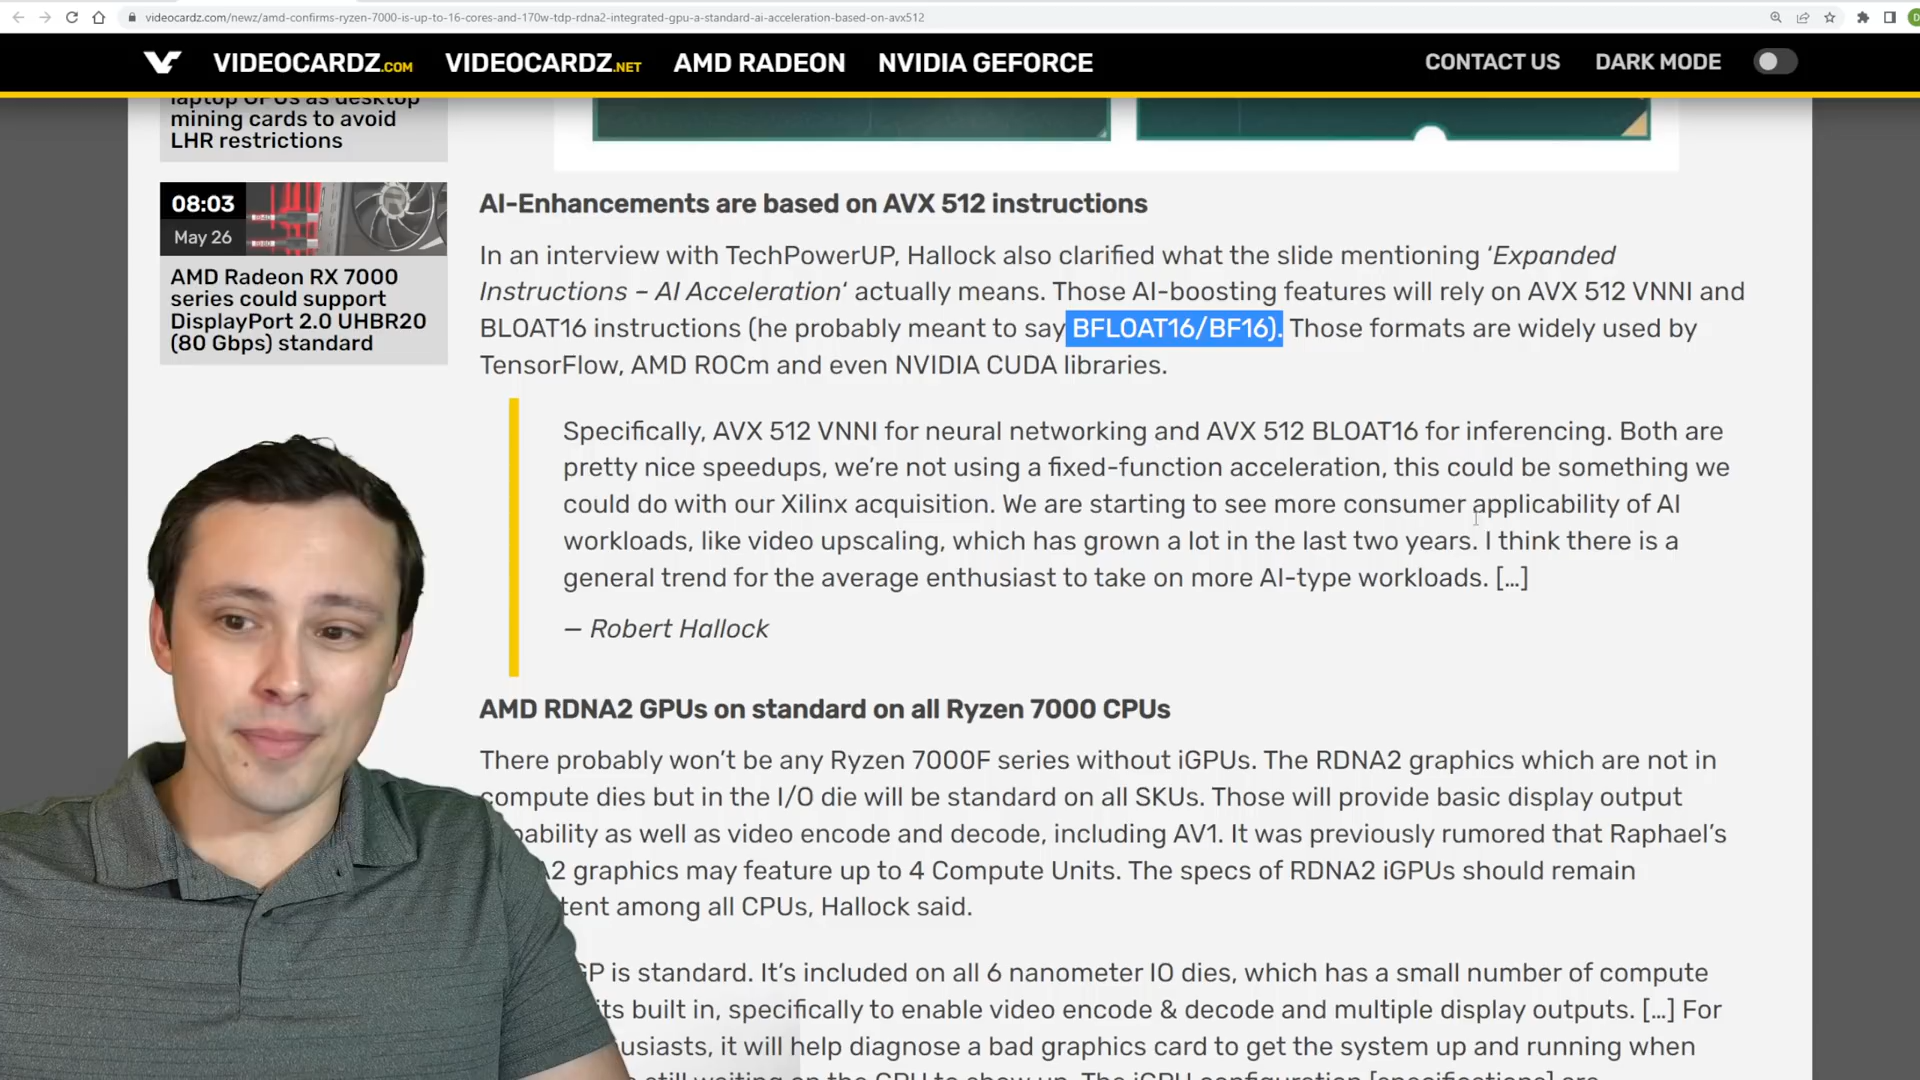 videocardz.com/newz/amd-confirms-ryzen-7000-is-up-to-16-cores-and-170w-tdp-rdna2-integrated-gpu-a-standard-ai-acceleration-based-on-avx512
VIDEOCARDZ.COM VIDEOCARDZ.NET AMD RADEON NVIDIA GEFORCE CONTACT US DARK MODE
mining cards to avoid
LHR restrictions
08:03
May 26
AMD Radeon RX 7000
series could support
DisplayPort 2.0 UHBR20
(80 Gbps) standard
AI-Enhancements are based on AVX 512 instructions
In an interview with TechPowerUP, Hallock also clarified what the slide mentioning ‘Expanded
Instructions – AI Acceleration‘ actually means. Those AI-boosting features will rely on AVX 512 VNNI and
BLOAT16 instructions (he probably meant to say BFLOAT16/BF16). Those formats are widely used by
TensorFlow, AMD ROCm and even NVIDIA CUDA libraries.
Specifically, AVX 512 VNNI for neural networking and AVX 512 BLOAT16 for inferencing. Both are
pretty nice speedups, we’re not using a fixed-function acceleration, this could be something we
could do with our Xilinx acquisition. We are starting to see more consumer applicability of AI
workloads, like video upscaling, which has grown a lot in the last two years. I think there is a
general trend for the average enthusiast to take on more AI-type workloads. […]
— Robert Hallock
AMD RDNA2 GPUs on standard on all Ryzen 7000 CPUs
There probably won’t be any Ryzen 7000F series without iGPUs. The RDNA2 graphics which are not in
compute dies but in the I/O die will be standard on all SKUs. Those will provide basic display output
as well as video encode and decode, including AV1. It was previously rumored that Raphael’s
graphics may feature up to 4 Compute Units. The specs of RDNA2 iGPUs should remain
among all CPUs, Hallock said.
is standard. It’s included on all 6 nanometer IO dies, which has a small number of compute
built in, specifically to enable video encode & decode and multiple display outputs. […] For
it will help diagnose a bad graphics card to get the system up and running when